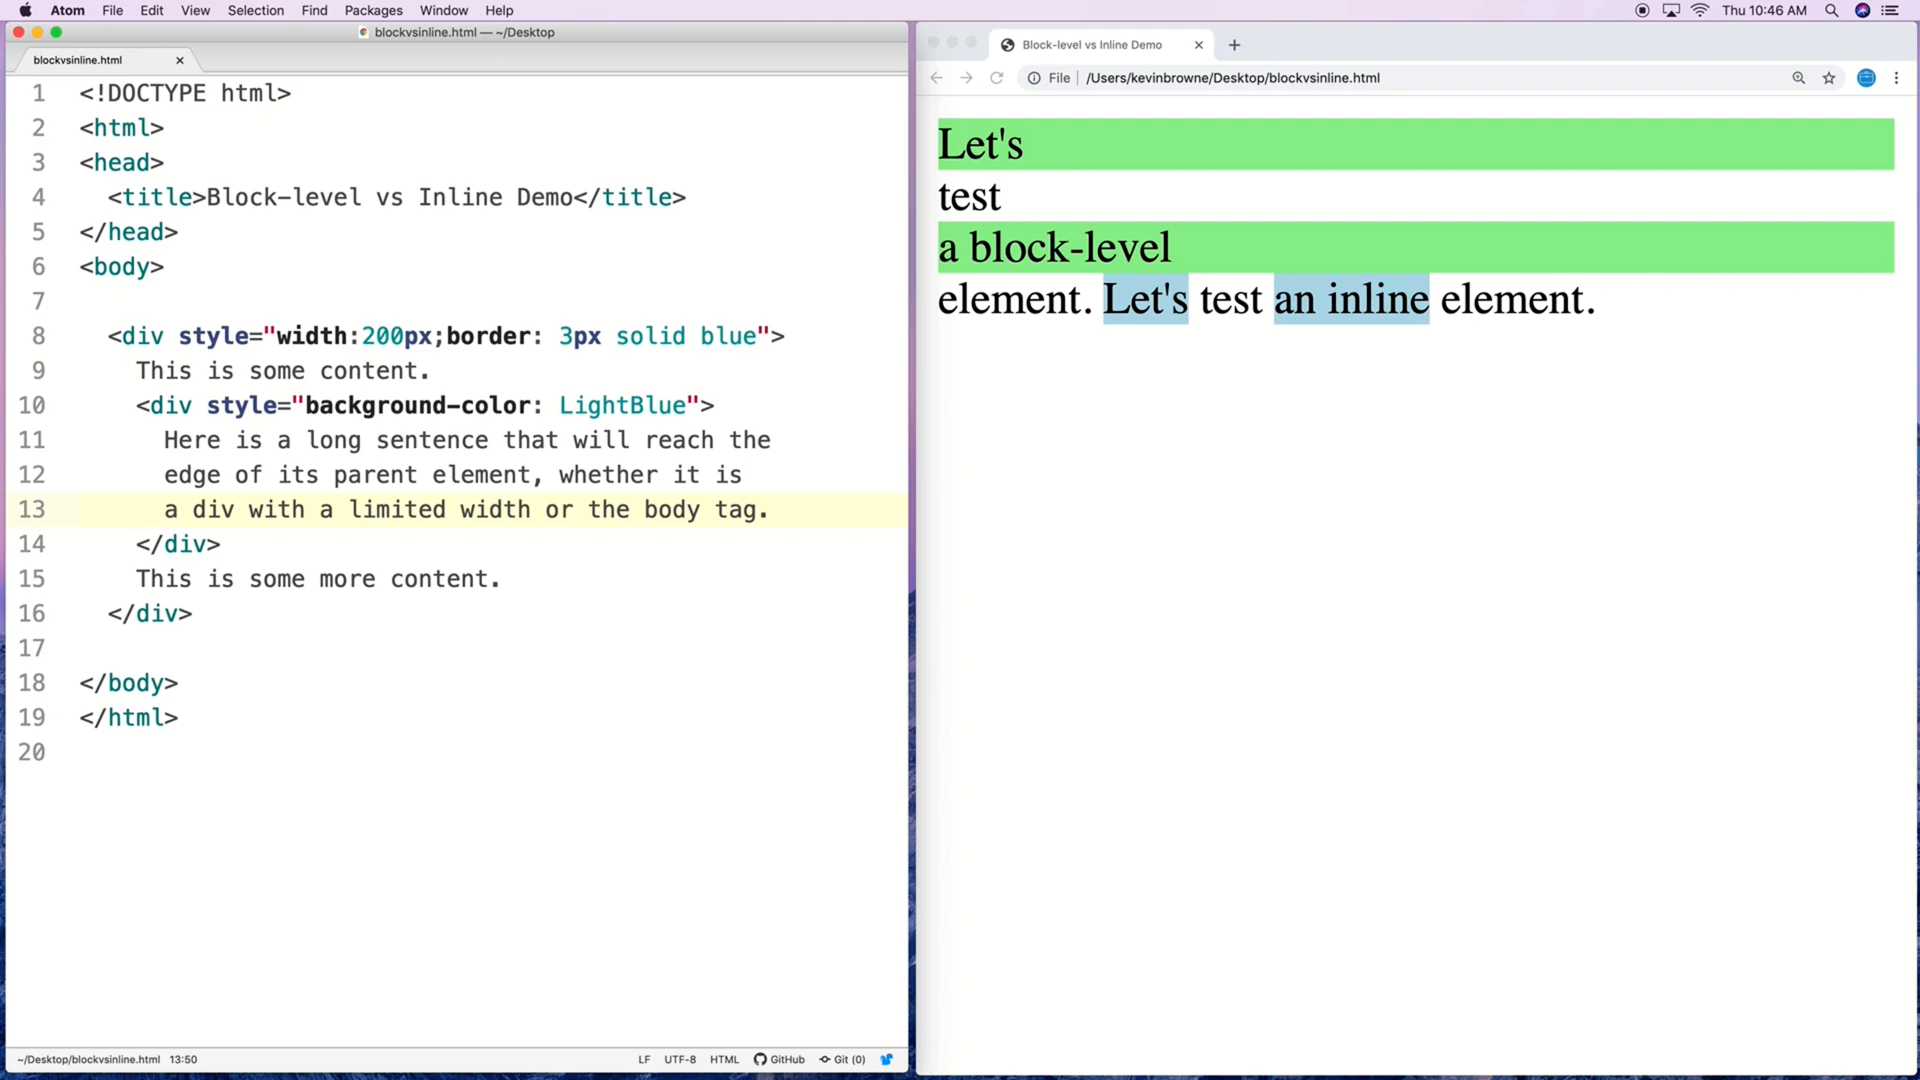 Atom File Edit View Selection Find Packages Window Help
Thu 10:46 AM
blockvsinline.html — ~/Desktop
blockvsinline.html
1 <!DOCTYPE html>
2 <html>
3 <head>
4 <title>Block-level vs Inline Demo</title>
5 </head>
6 <body>
7
8 <div style="width:200px;border: 3px solid blue">
9 This is some content.
10 <div style="background-color: LightBlue">
11 Here is a long sentence that will reach the
12 edge of its parent element, whether it is
13 a div with a limited width or the body tag.
14 </div>
15 This is some more content.
16 </div>
17
18 </body>
19 </html>
20
~/Desktop/blockvsinline.html 13:50
LF UTF-8 HTML GitHub Git (0)
Block-level vs Inline Demo
File /Users/kevinbrowne/Desktop/blockvsinline.html
Let's
test
a block-level
element. Let's test an inline element.